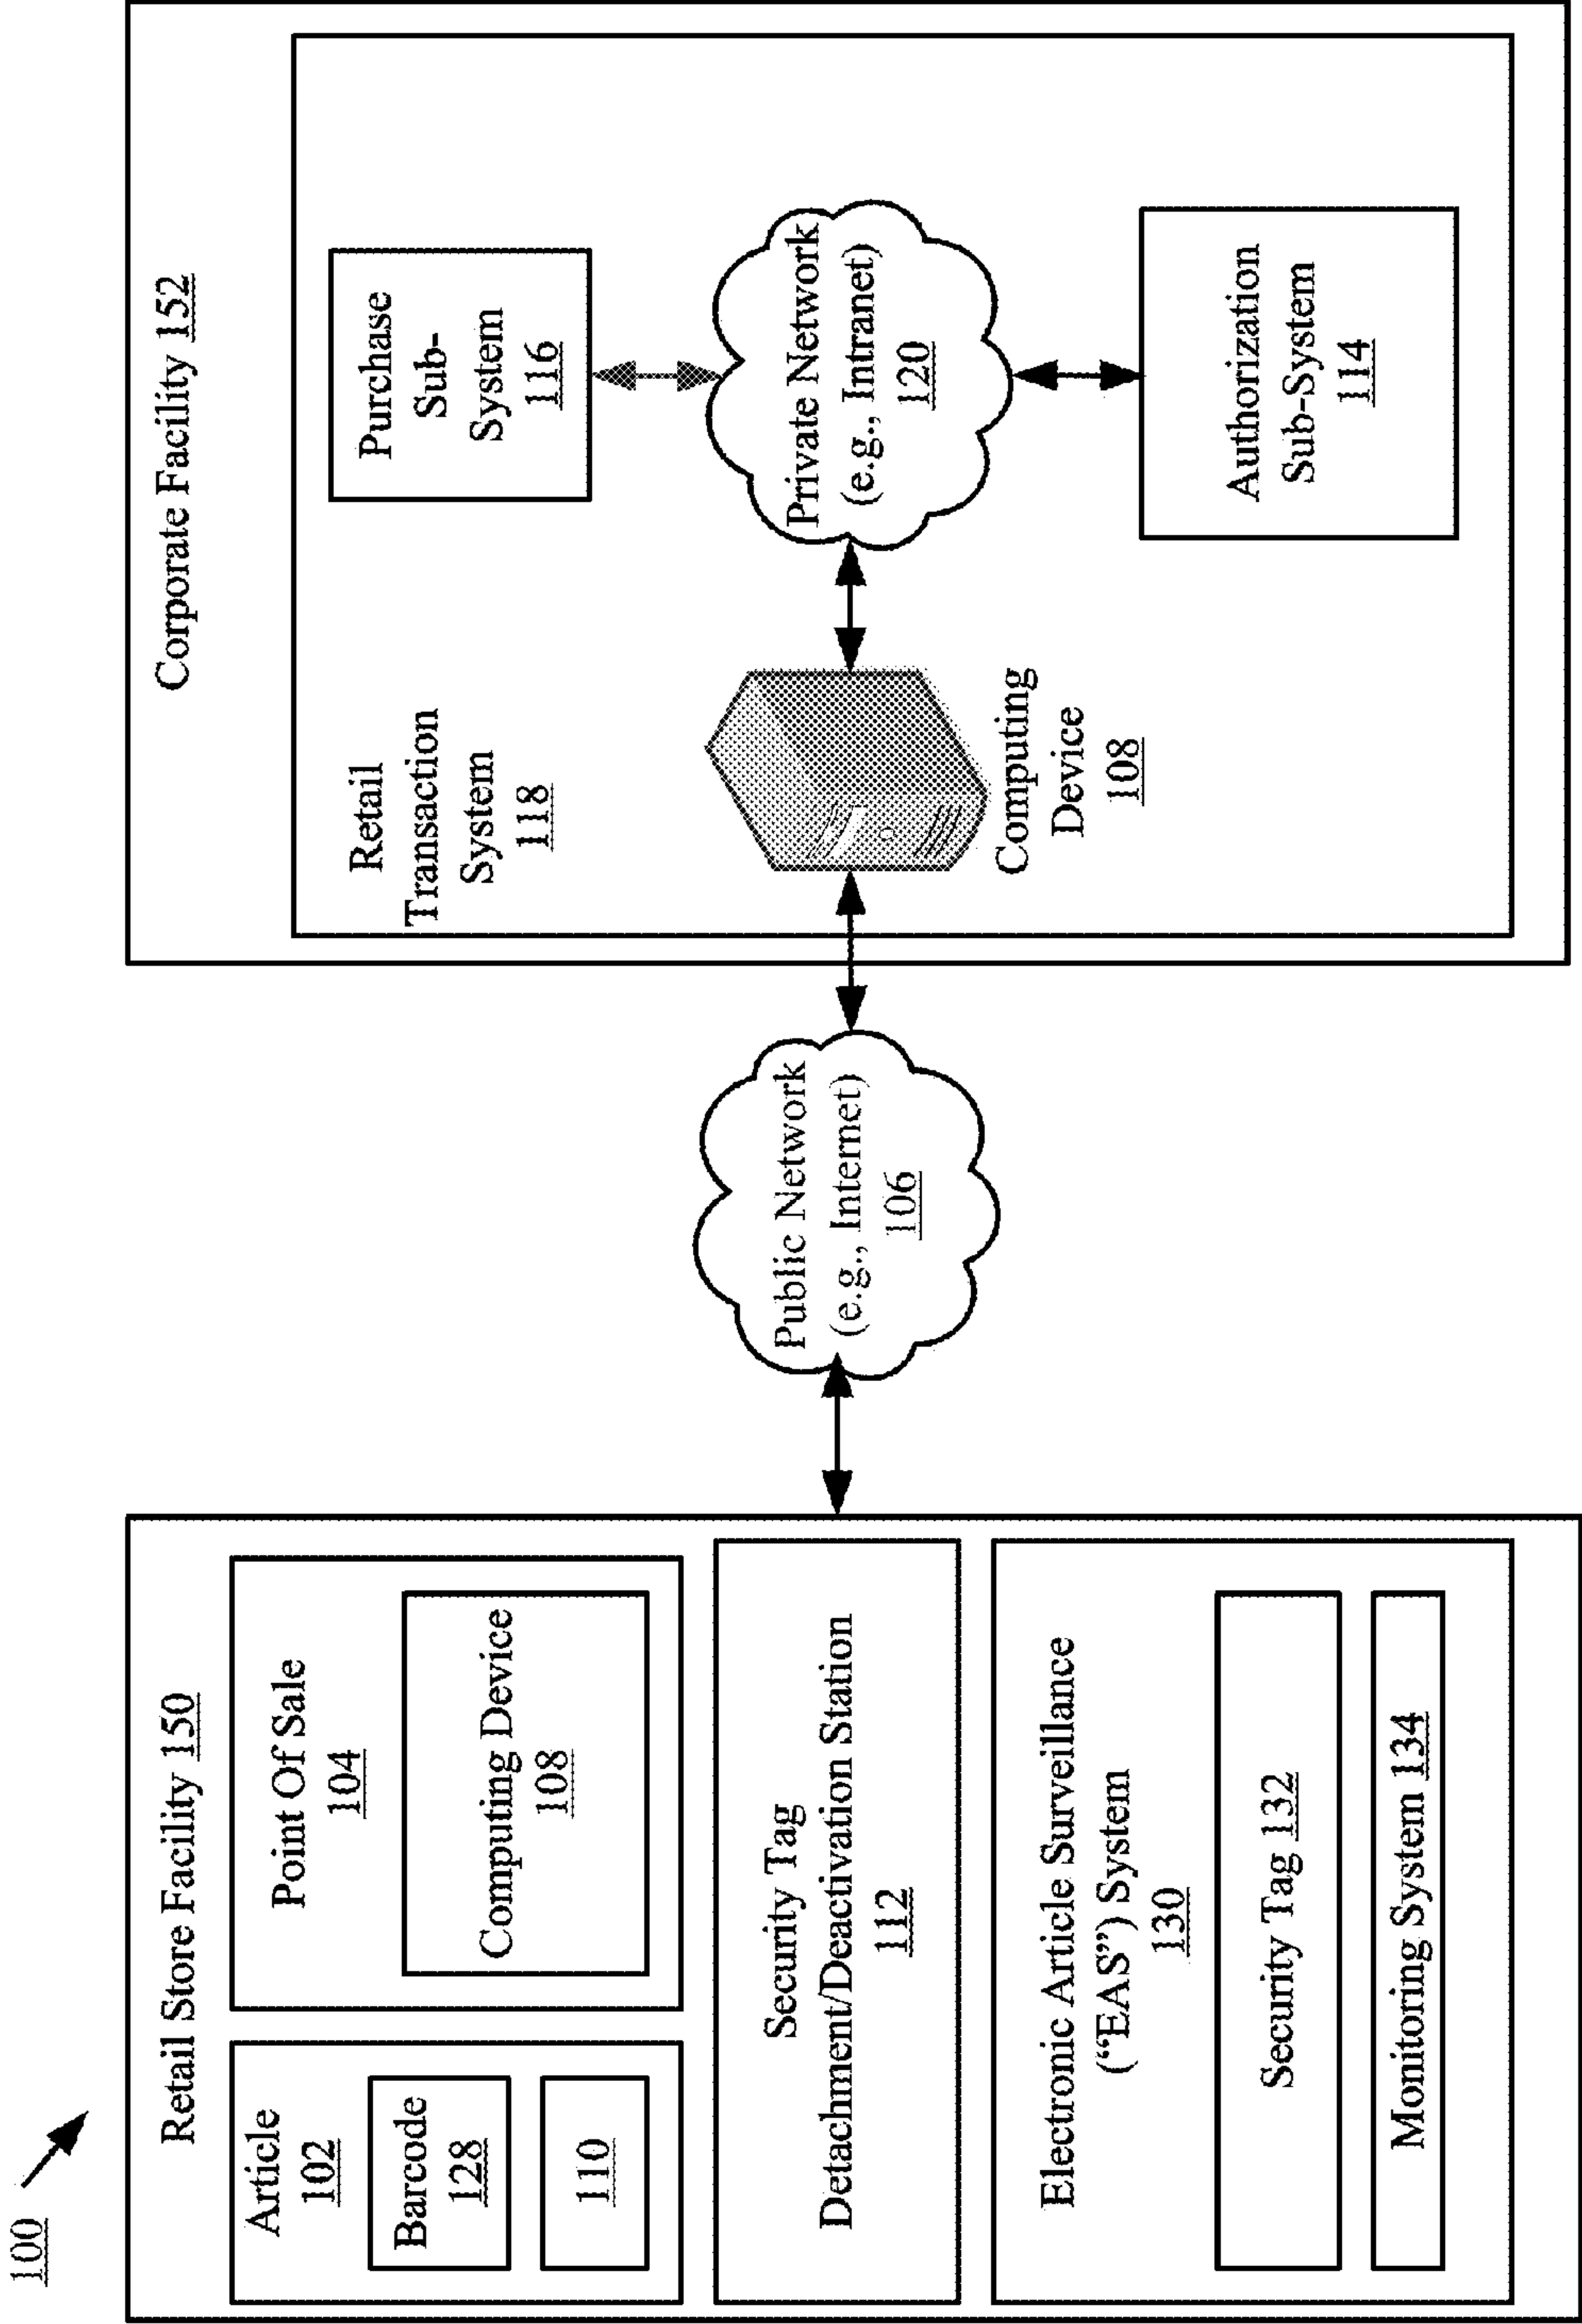 100
Retail Store Facility 150
Article
102
Barcode
128
110
Point Of Sale
104
Computing Device
108
Security Tag
Detachment/Deactivation Station
112
Electronic Article Surveillance
(“EAS”) System
130
Security Tag 132
Monitoring System 134
Public Network
(e.g., Internet)
106
Corporate Facility 152
Retail
Transaction
System
118
Computing
Device
108
Purchase
Sub-
System
116
Private Network
(e.g., Intranet)
120
Authorization
Sub-System
114